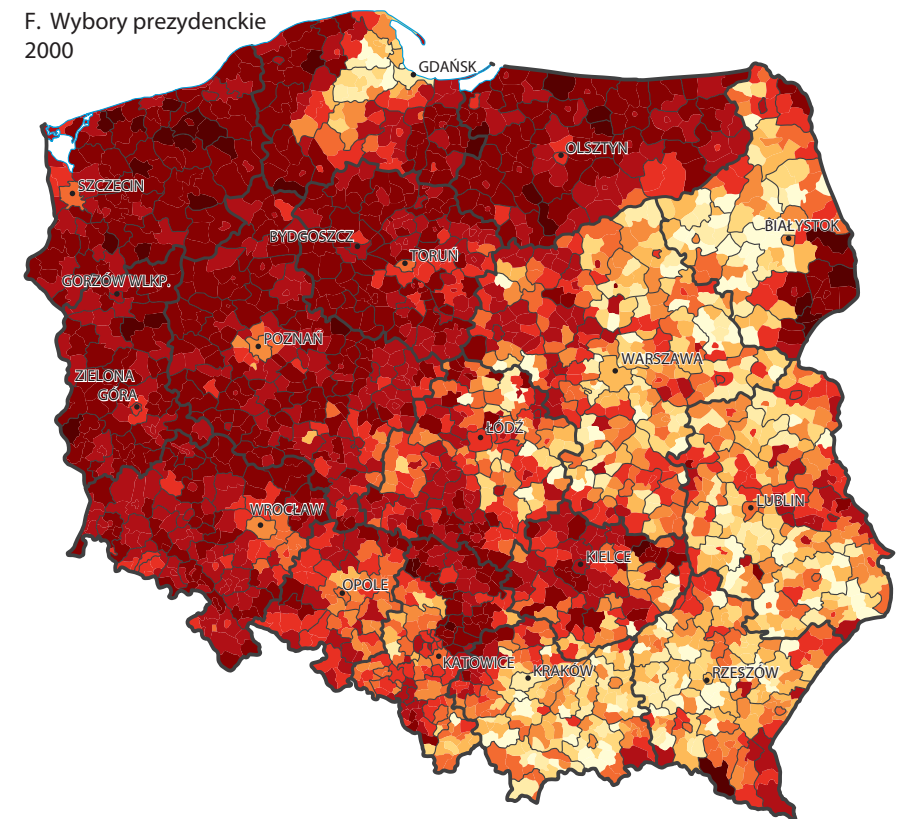 F. Wybory prezydenckie
2000
GDAŃSK
OLSZTYN
SZCZECIN
BIAŁYSTOK
BYDGOSZCZ
TORUŃ
GORZÓW WLKP.
POZNAŃ
WARSZAWA
ZIELONA
GÓRA
ŁÓDŹ
LUBLIN
WROCŁAW
KIELCE
OPOLE
KATOWICE
KRAKÓW
RZESZÓW